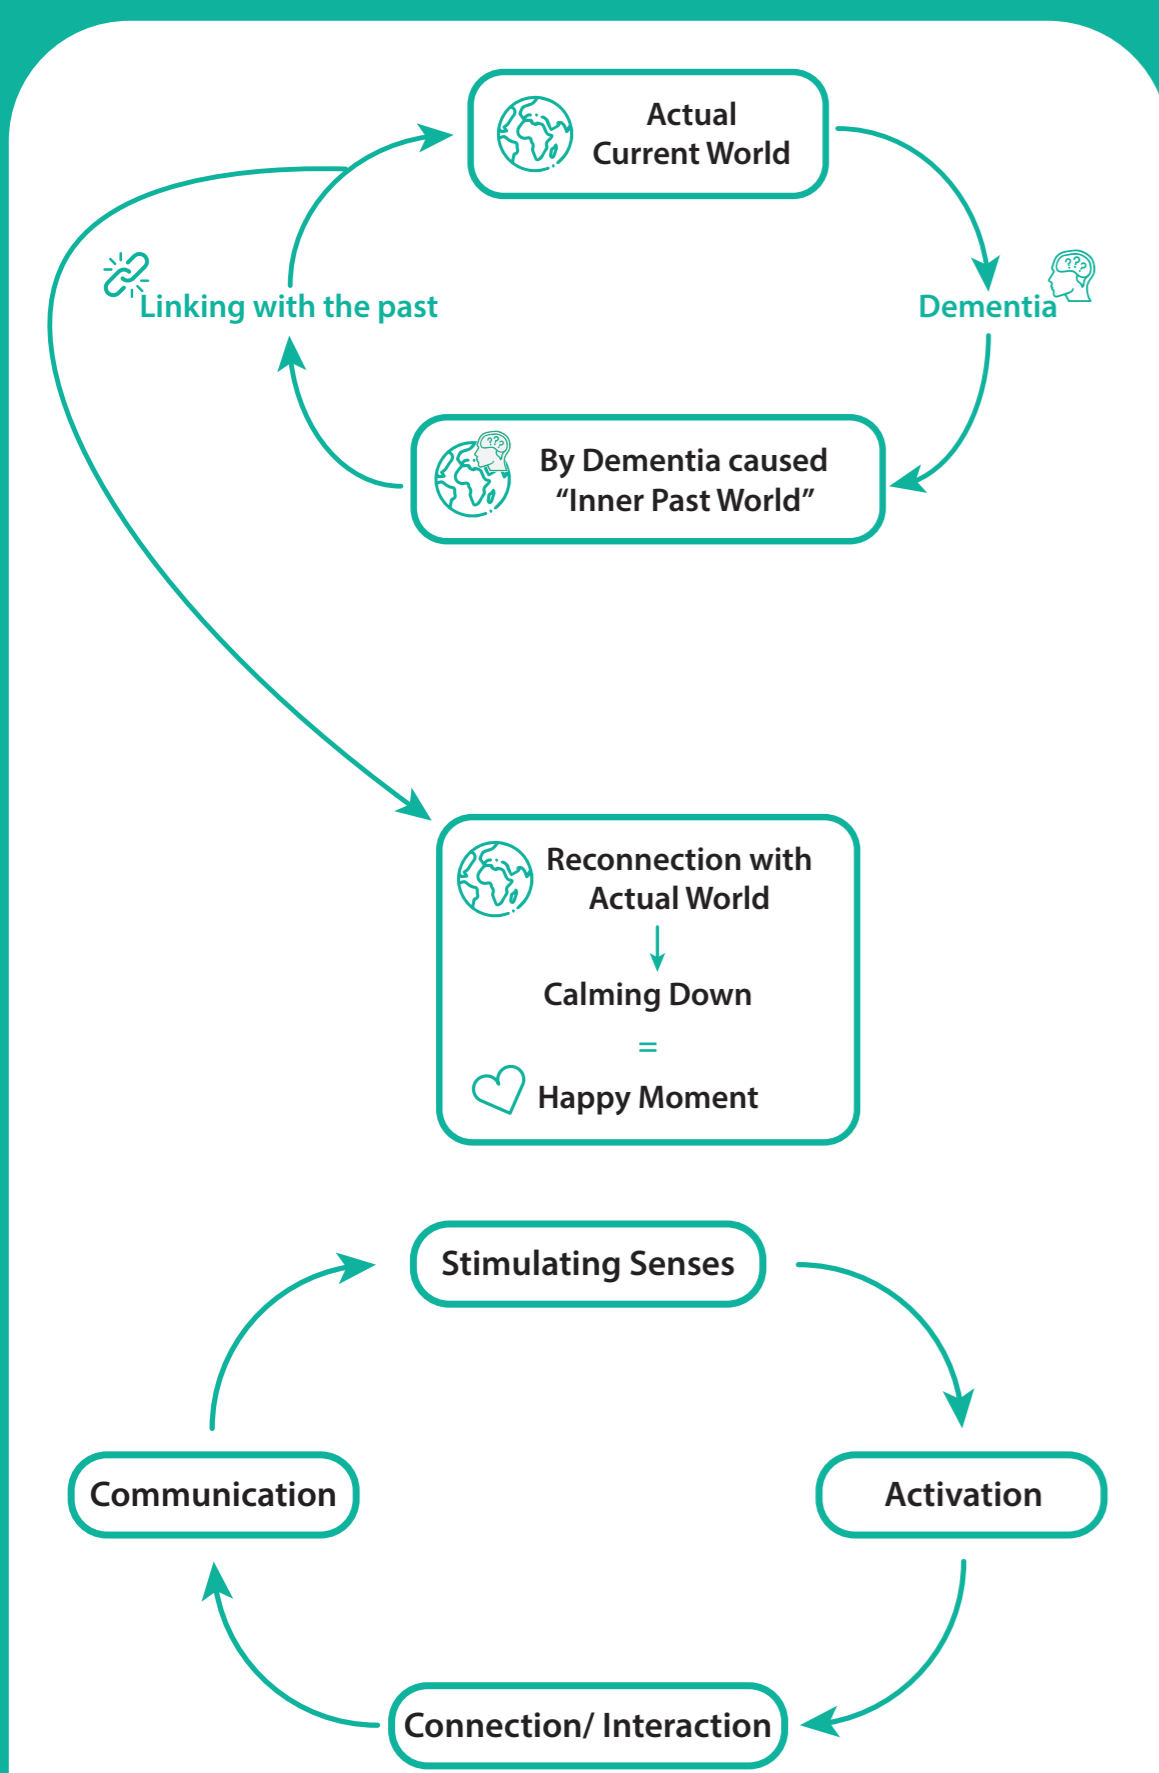 Actual
Current World
Linking with the past
Dementia
???
By Dementia caused
“Inner Past World”
???
Reconnection with
Actual World
Calming Down
=
Happy Moment
Stimulating Senses
Communication
Activation
Connection/ Interaction